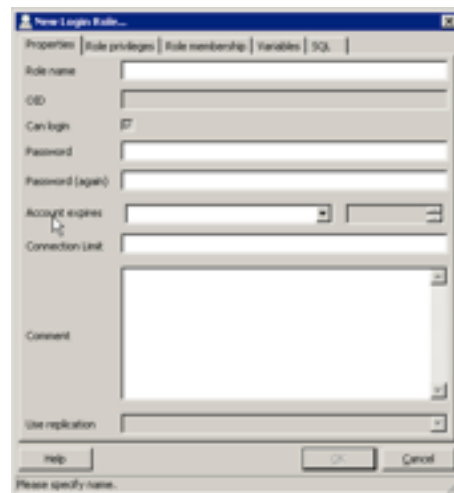 New Login Role...
Properties Role privileges Role membership Variables SQL
Role name
OID
Can login
Password
Password (again)
Account expires
Connection Limit
Comment
Use replication
Help OK Cancel
Please specify name.